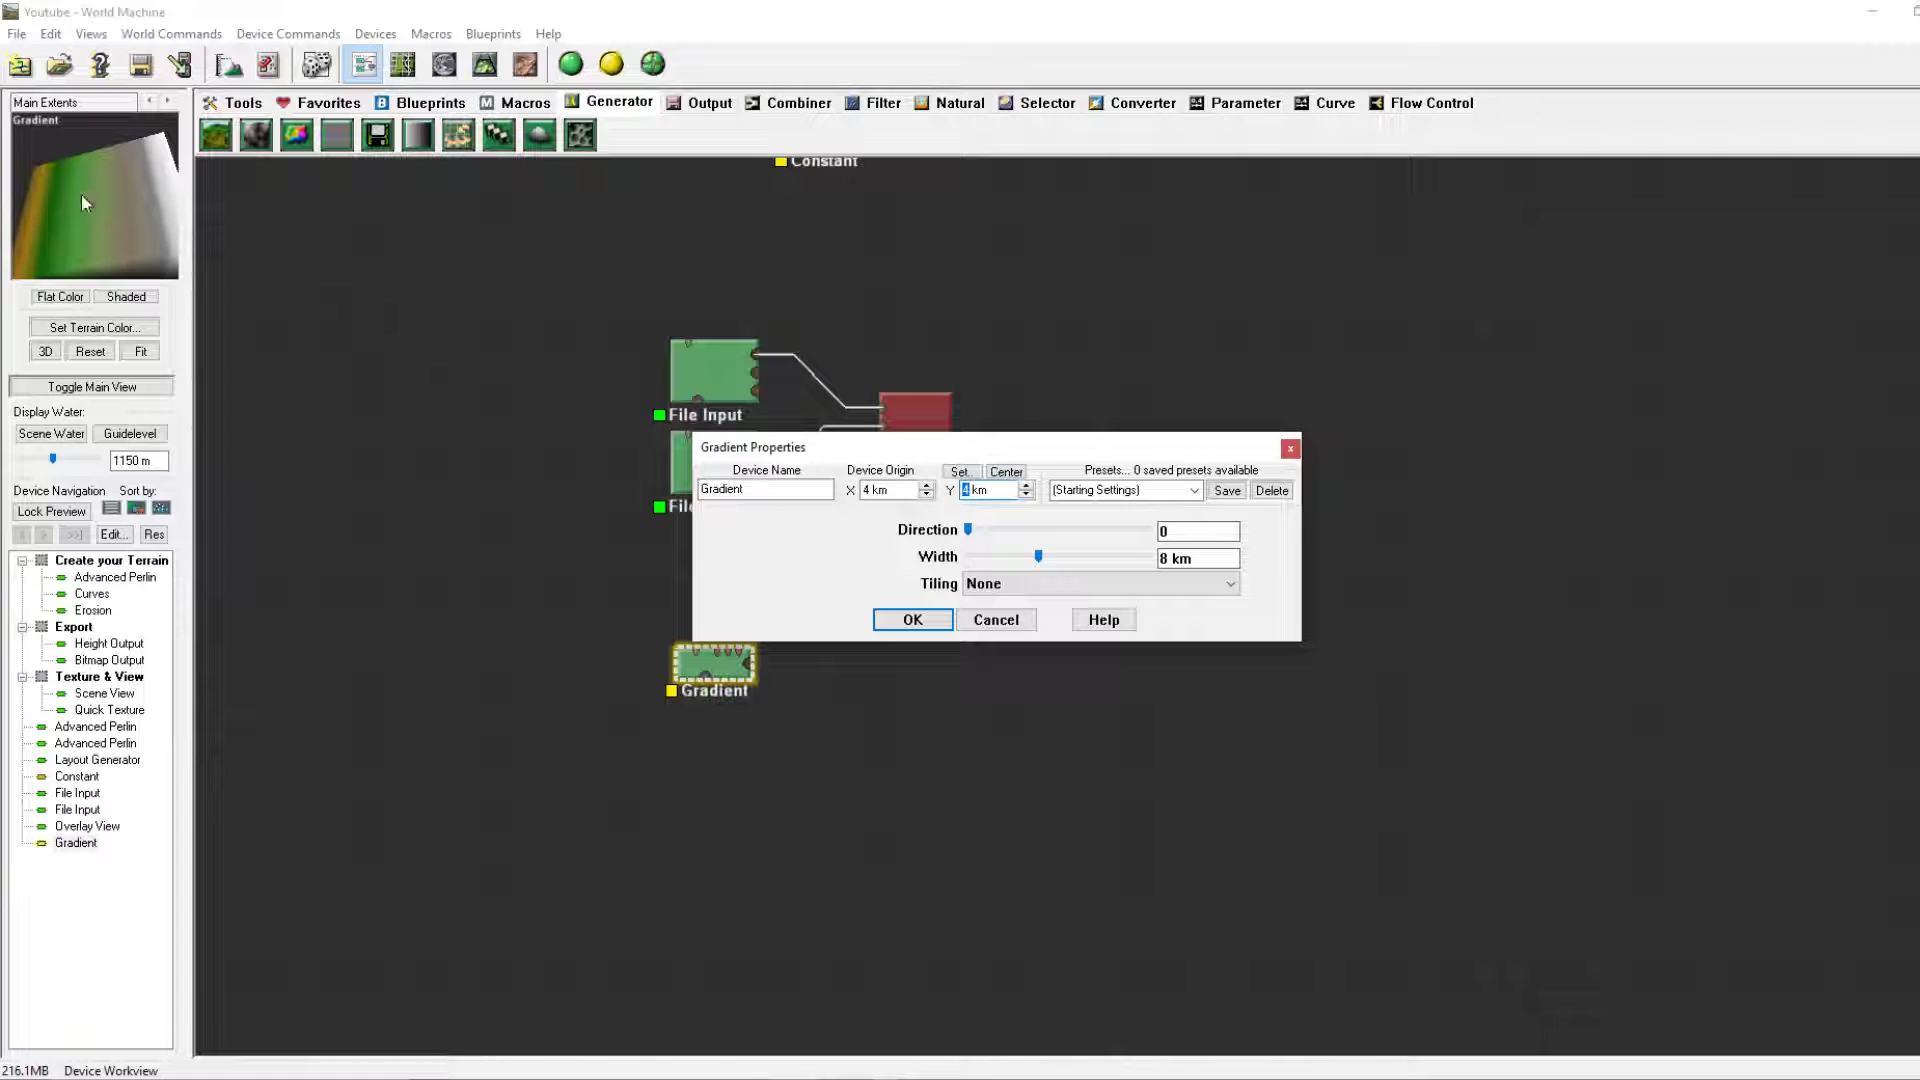 Youtube - World Machine
File Edit Views World Commands Device Commands Devices Macros Blueprints Help
Main Extents
Tools Favorites Blueprints Macros Generator Output Combiner Filter Natural Selector Converter Parameter Curve Flow Control
Gradient
Constant
Flat Color Shaded
Set Terrain Color...
3D Reset Fit
Toggle Main View
Display Water:
Scene Water Guidelevel
1150 m
Device Navigation Sort by:
Lock Preview
Edit... Res
Create your Terrain
Advanced Perlin
Curves
Erosion
Export
Height Output
Bitmap Output
Texture & View
Scene View
Quick Texture
Advanced Perlin
Advanced Perlin
Layout Generator
Constant
File Input
File Input
Overlay View
Gradient
File Input
Gradient Properties
Device Name Device Origin Set.. Center Presets... 0 saved presets available
Gradient X 4 km Y 4 km (Starting Settings) Save Delete
Direction 0
Width 8 km
Tiling None
OK Cancel Help
Gradient
216.1MB Device Workview